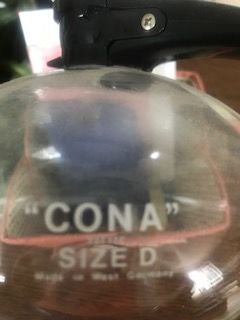 "CONA"
SIZE D
Made in West Germany